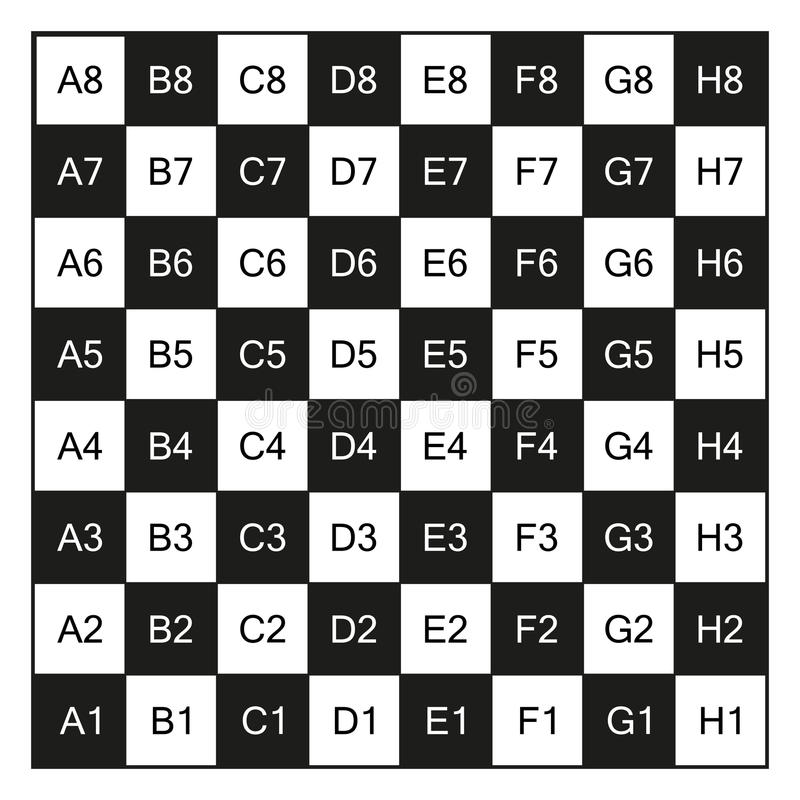 A8 B8 C8 D8 E8 F8 G8 H8
A7 B7 C7 D7 E7 F7 G7 H7
A6 B6 C6 D6 E6 F6 G6 H6
A5 B5 C5 D5 E5 F5 G5 H5
dreamstime
A4 B4 C4 D4 E4 F4 G4 H4
A3 B3 C3 D3 E3 F3 G3 H3
A2 B2 C2 D2 E2 F2 G2 H2
A1 B1 C1 D1 E1 F1 G1 H1